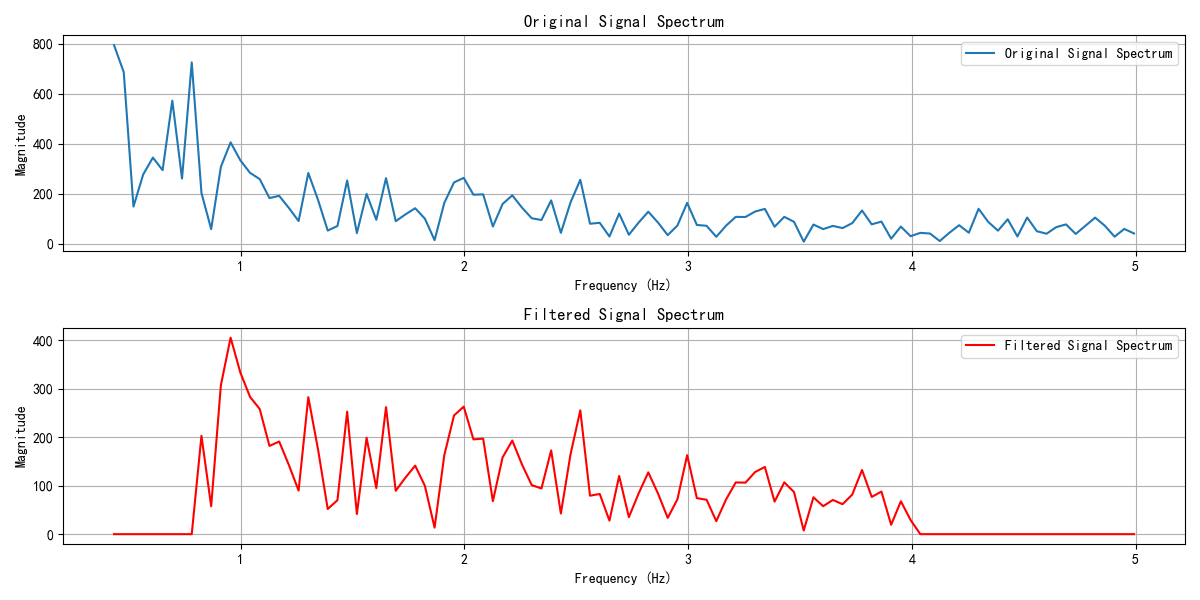 Original Signal Spectrum
Original Signal Spectrum
800
600
400
200
0
Magnitude
1 2 3 4 5
Frequency (Hz)
Filtered Signal Spectrum
Filtered Signal Spectrum
400
300
200
100
0
Magnitude
1 2 3 4 5
Frequency (Hz)